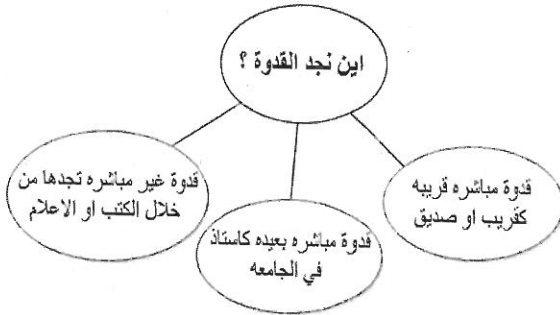 اين نجد القدوة ؟
قدوة مباشره قريبه
كقريب او صديق
قدوة مباشره بعيده كاستاذ
في الجامعه
قدوة غير مباشره تجدها من
خلال الكتب او الاعلام